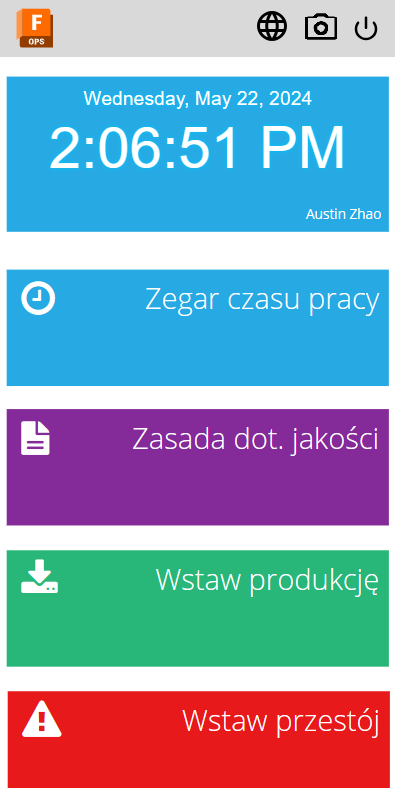 F
OPS
Wednesday, May 22, 2024
2:06:51 PM
Austin Zhao
Zegar czasu pracy
Zasada dot. jakości
Wstaw produkcję
Wstaw przestój